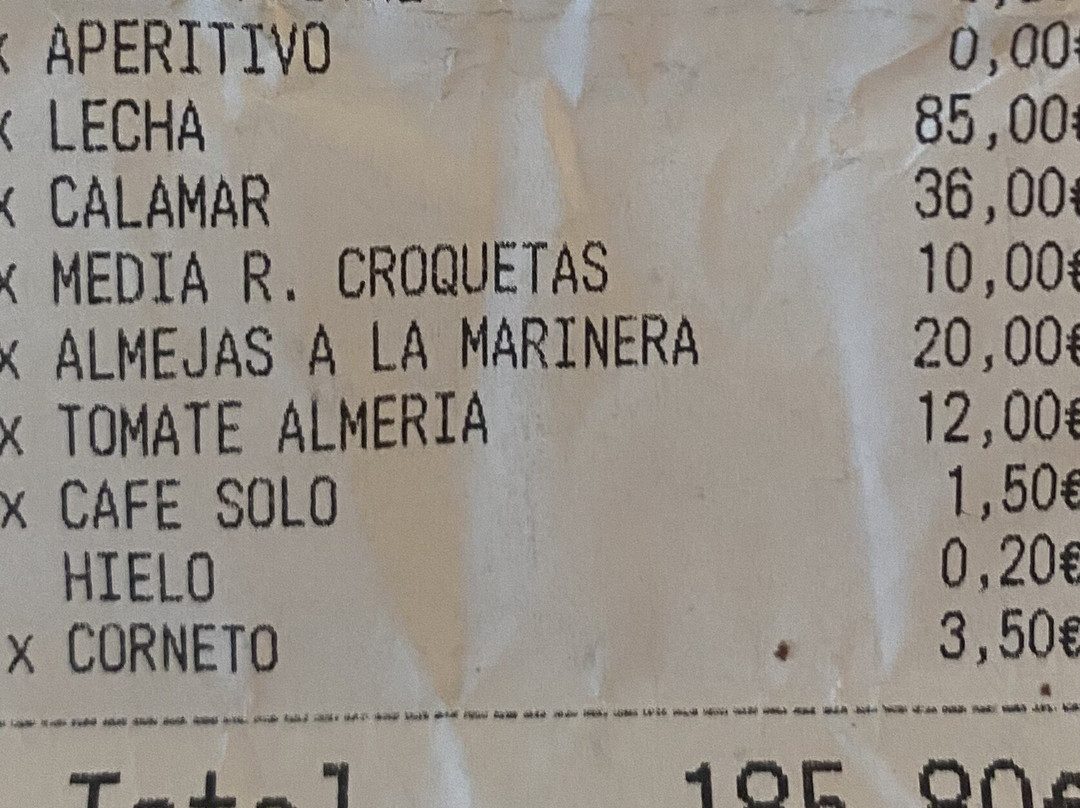 x APERITIVO 0,00€
x LECHA 85,00€
x CALAMAR 36,00€
x MEDIA R. CROQUETAS 10,00€
x ALMEJAS A LA MARINERA 20,00€
x TOMATE ALMERIA 12,00€
x CAFE SOLO 1,50€
HIELO 0,20€
x CORNETO 3,50€
Total